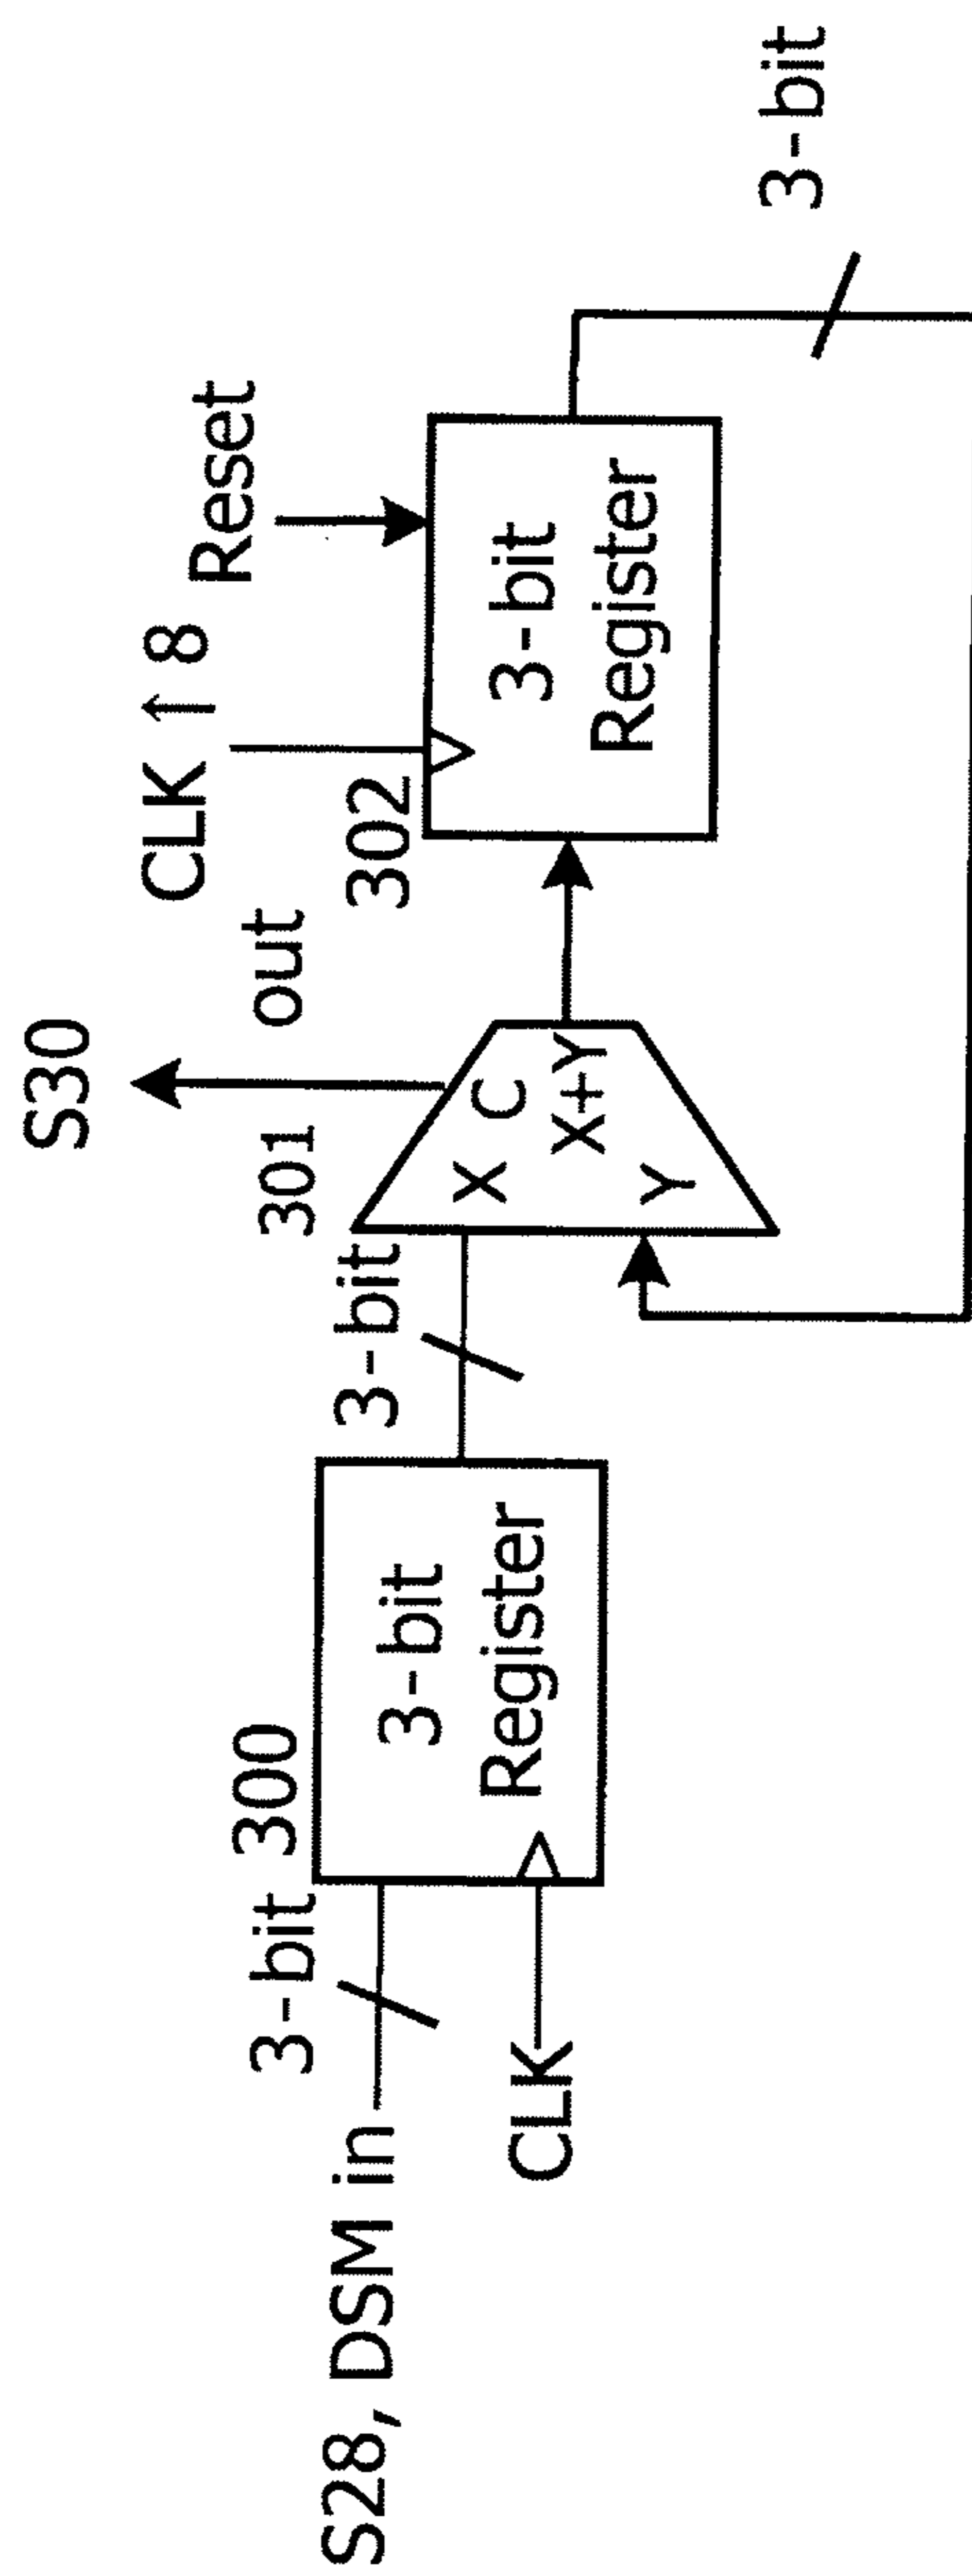 S28, DSM in
3-bit
CLK
300
3-bit
Register
3-bit
301
X
C
X+Y
Y
S30
out
302
CLK ↑ 8
Reset
3-bit
Register
3-bit